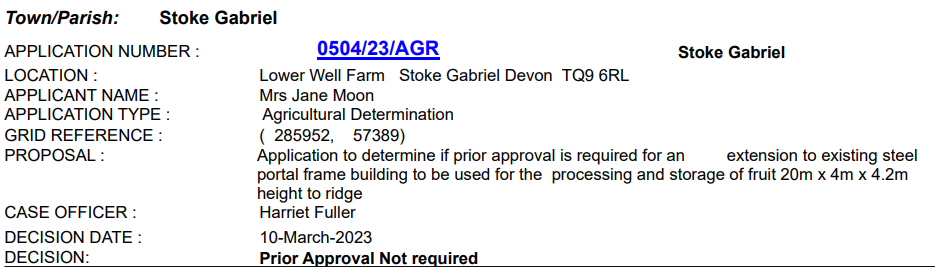 Town/Parish: Stoke Gabriel
APPLICATION NUMBER : 0504/23/AGR Stoke Gabriel
LOCATION : Lower Well Farm Stoke Gabriel Devon TQ9 6RL
APPLICANT NAME : Mrs Jane Moon
APPLICATION TYPE : Agricultural Determination
GRID REFERENCE : ( 285952, 57389)
PROPOSAL : Application to determine if prior approval is required for an extension to existing steel
portal frame building to be used for the processing and storage of fruit 20m x 4m x 4.2m
height to ridge
CASE OFFICER : Harriet Fuller
DECISION DATE : 10-March-2023
DECISION: Prior Approval Not required